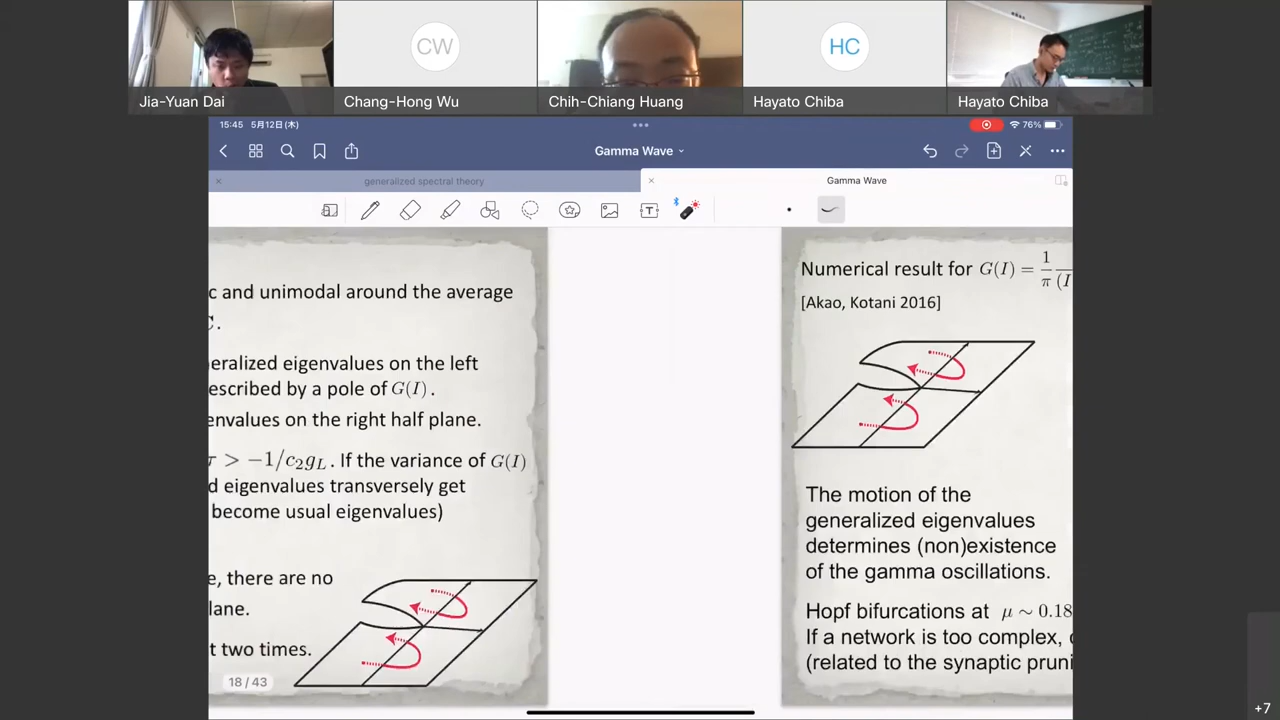 CW
HC
Jia-Yuan Dai
Chang-Hong Wu
Chih-Chiang Huang
Hayato Chiba
Hayato Chiba
15:45 5月12日(木)
76%
Gamma Wave
generalized spectral theory
Gamma Wave
c and unimodal around the average
C.
eralized eigenvalues on the left
escribed by a pole of G(I).
envalues on the right half plane.
τ > −1/c₂g_L. If the variance of G(I)
d eigenvalues transversely get
become usual eigenvalues)
e, there are no
lane.
t two times.
18 / 43
Numerical result for G(I) = 1/π (I
[Akao, Kotani 2016]
The motion of the
generalized eigenvalues
determines (non)existence
of the gamma oscillations.
Hopf bifurcations at μ ~ 0.18
If a network is too complex,
(related to the synaptic pruni
+7